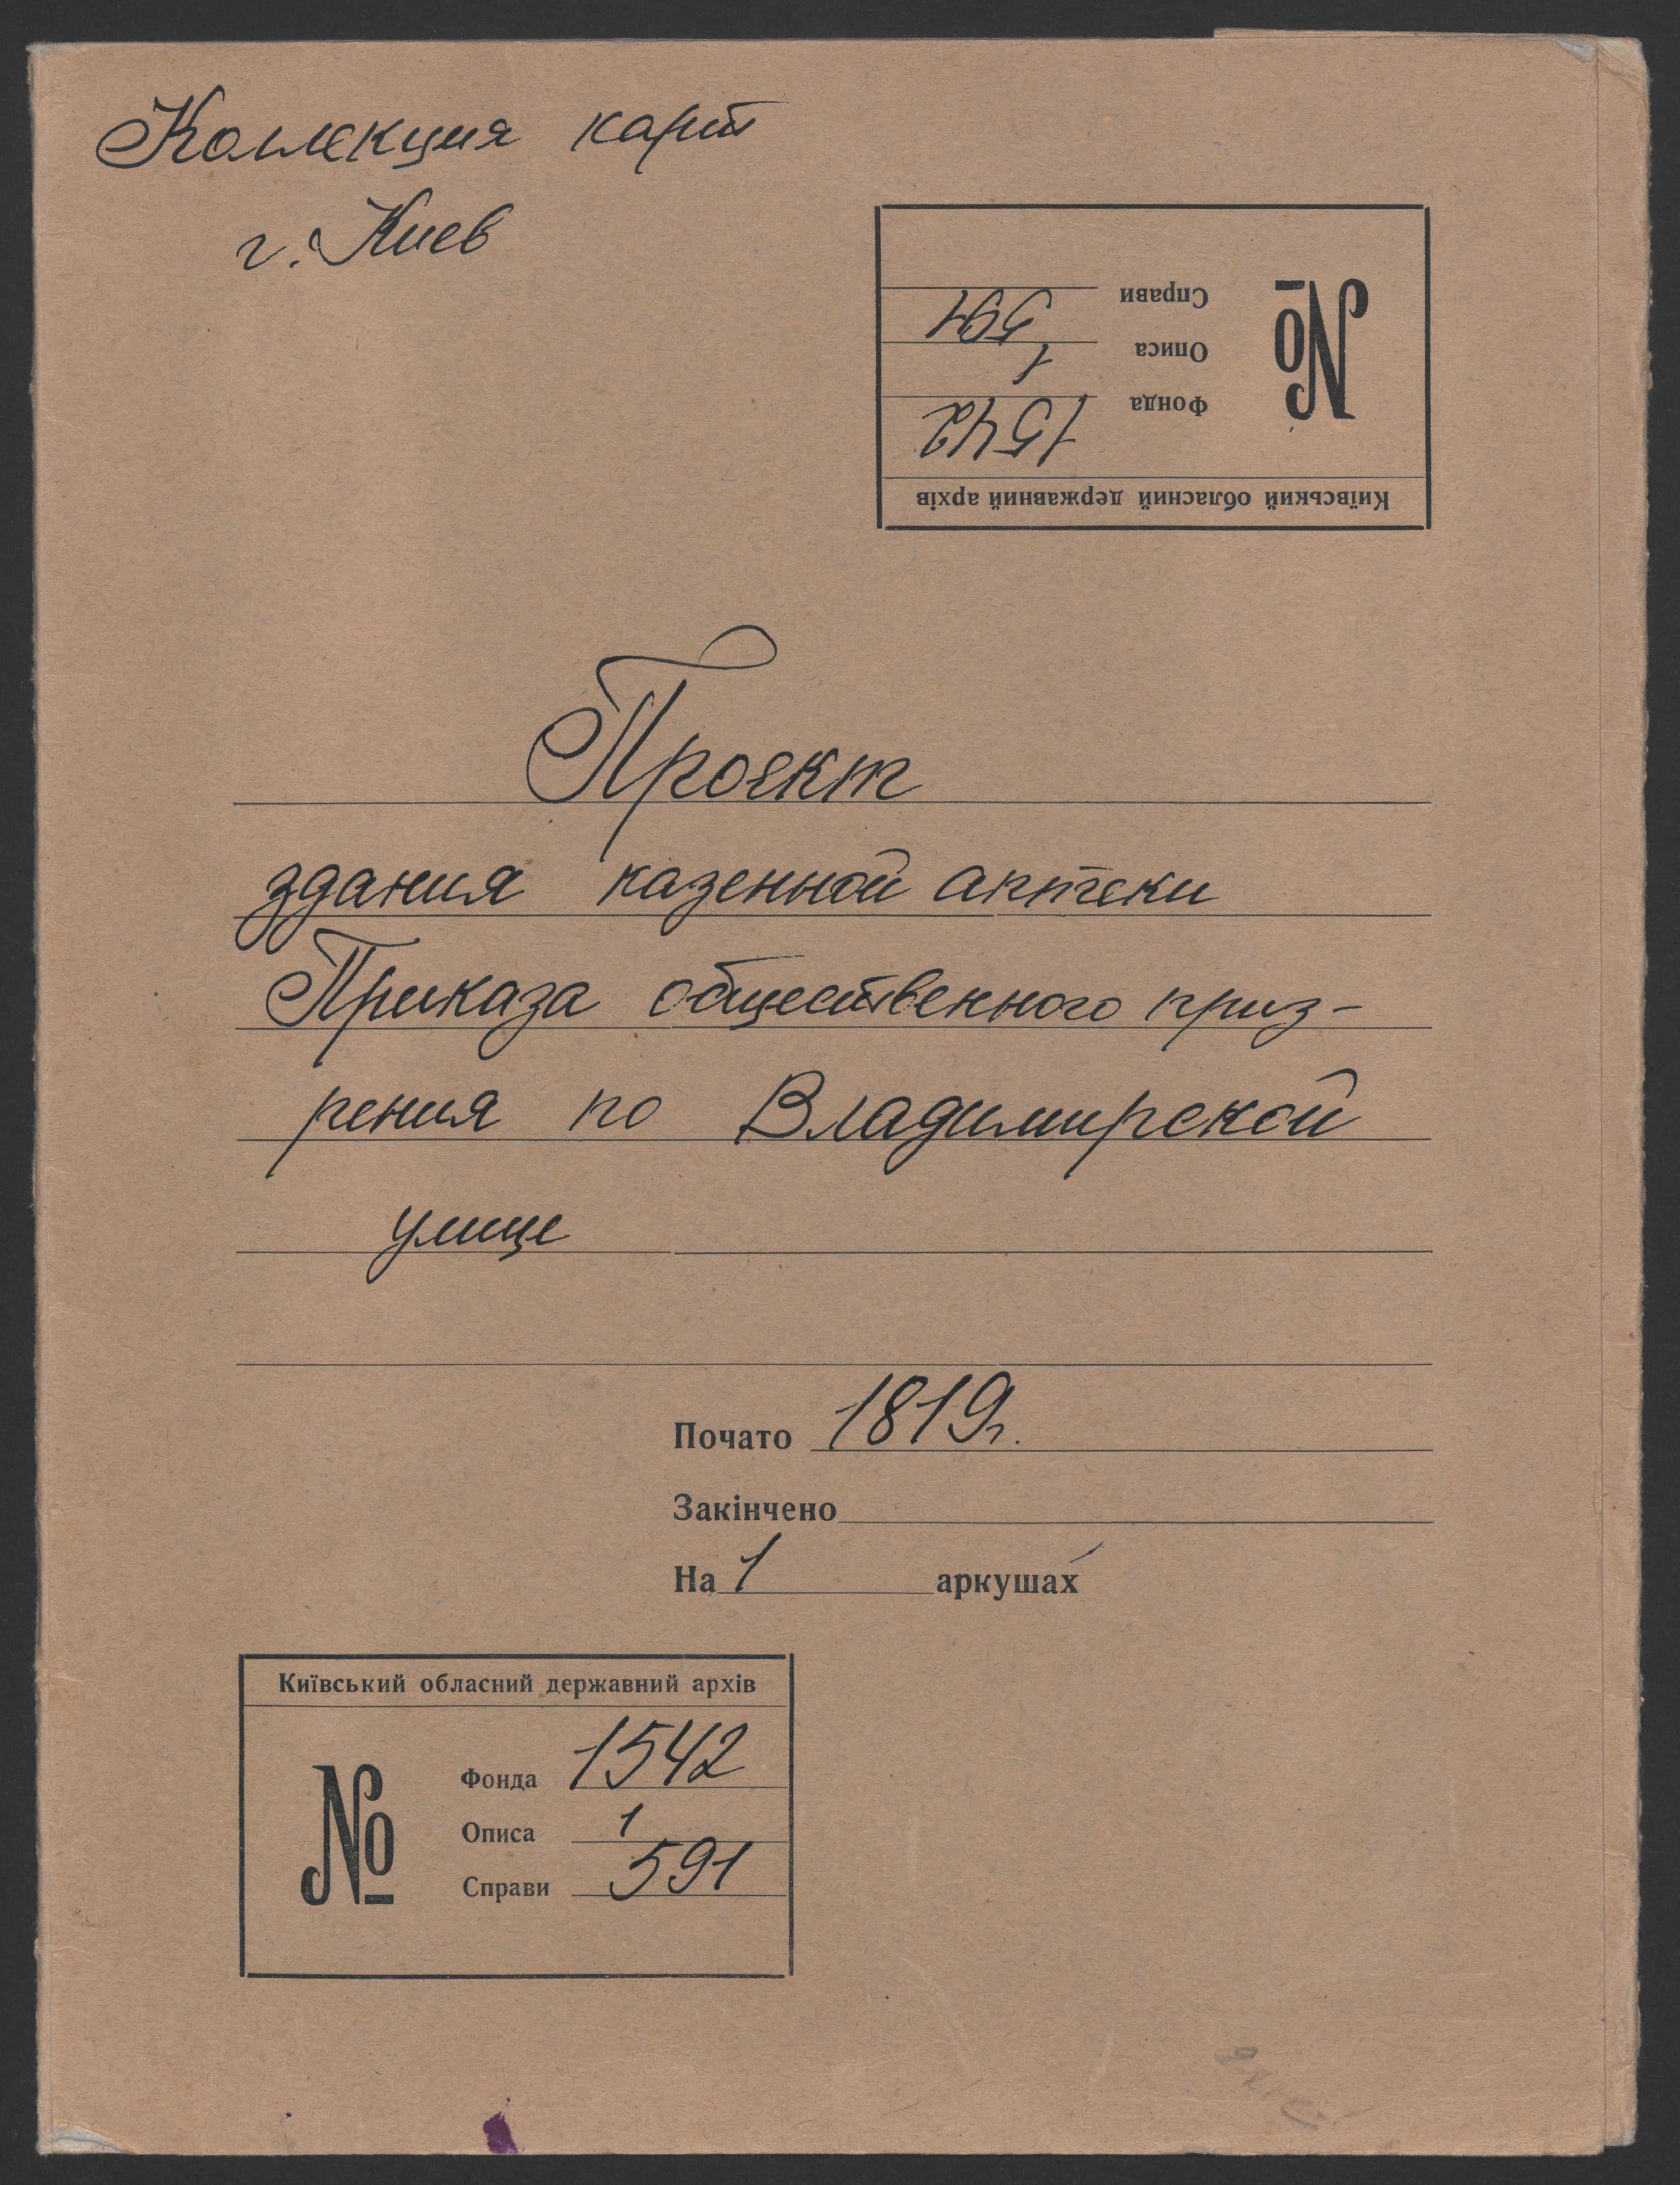 Коллекция карт
г. Киев
Київський обласний державний архів
№
Фонда 1542
Описа 1
Справи 591
Проект
здания казенной аптеки
Приказа общественного приз-
рения по Владимирской
улице
Почато 1819г.
Закінчено
На 1 аркушах
Київський обласний державний архів
№
Фонда 1542
Описа 1
Справи 591